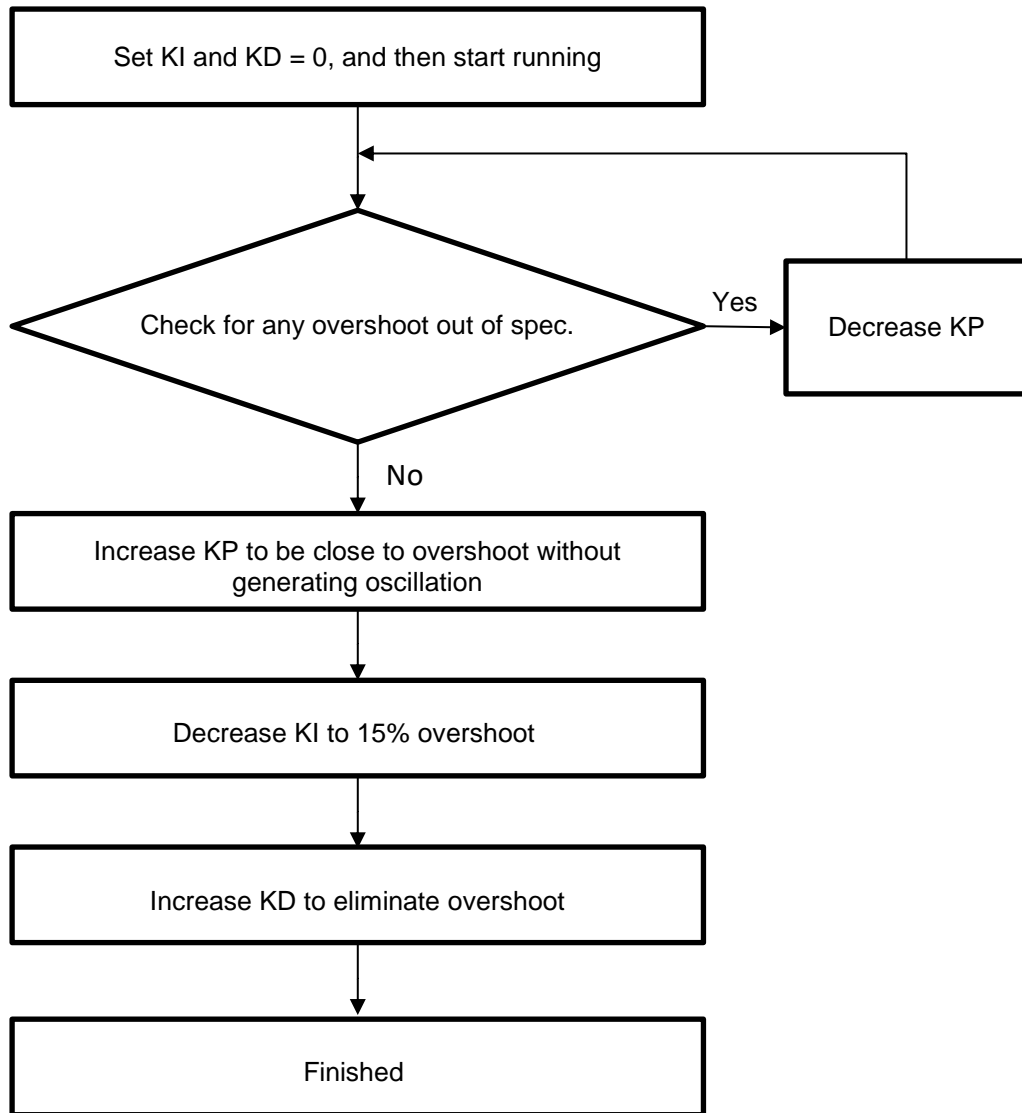 Set KI and KD = 0, and then start running
Check for any overshoot out of spec.
Yes
Decrease KP
No
Increase KP to be close to overshoot without
generating oscillation
Decrease KI to 15% overshoot
Increase KD to eliminate overshoot
Finished